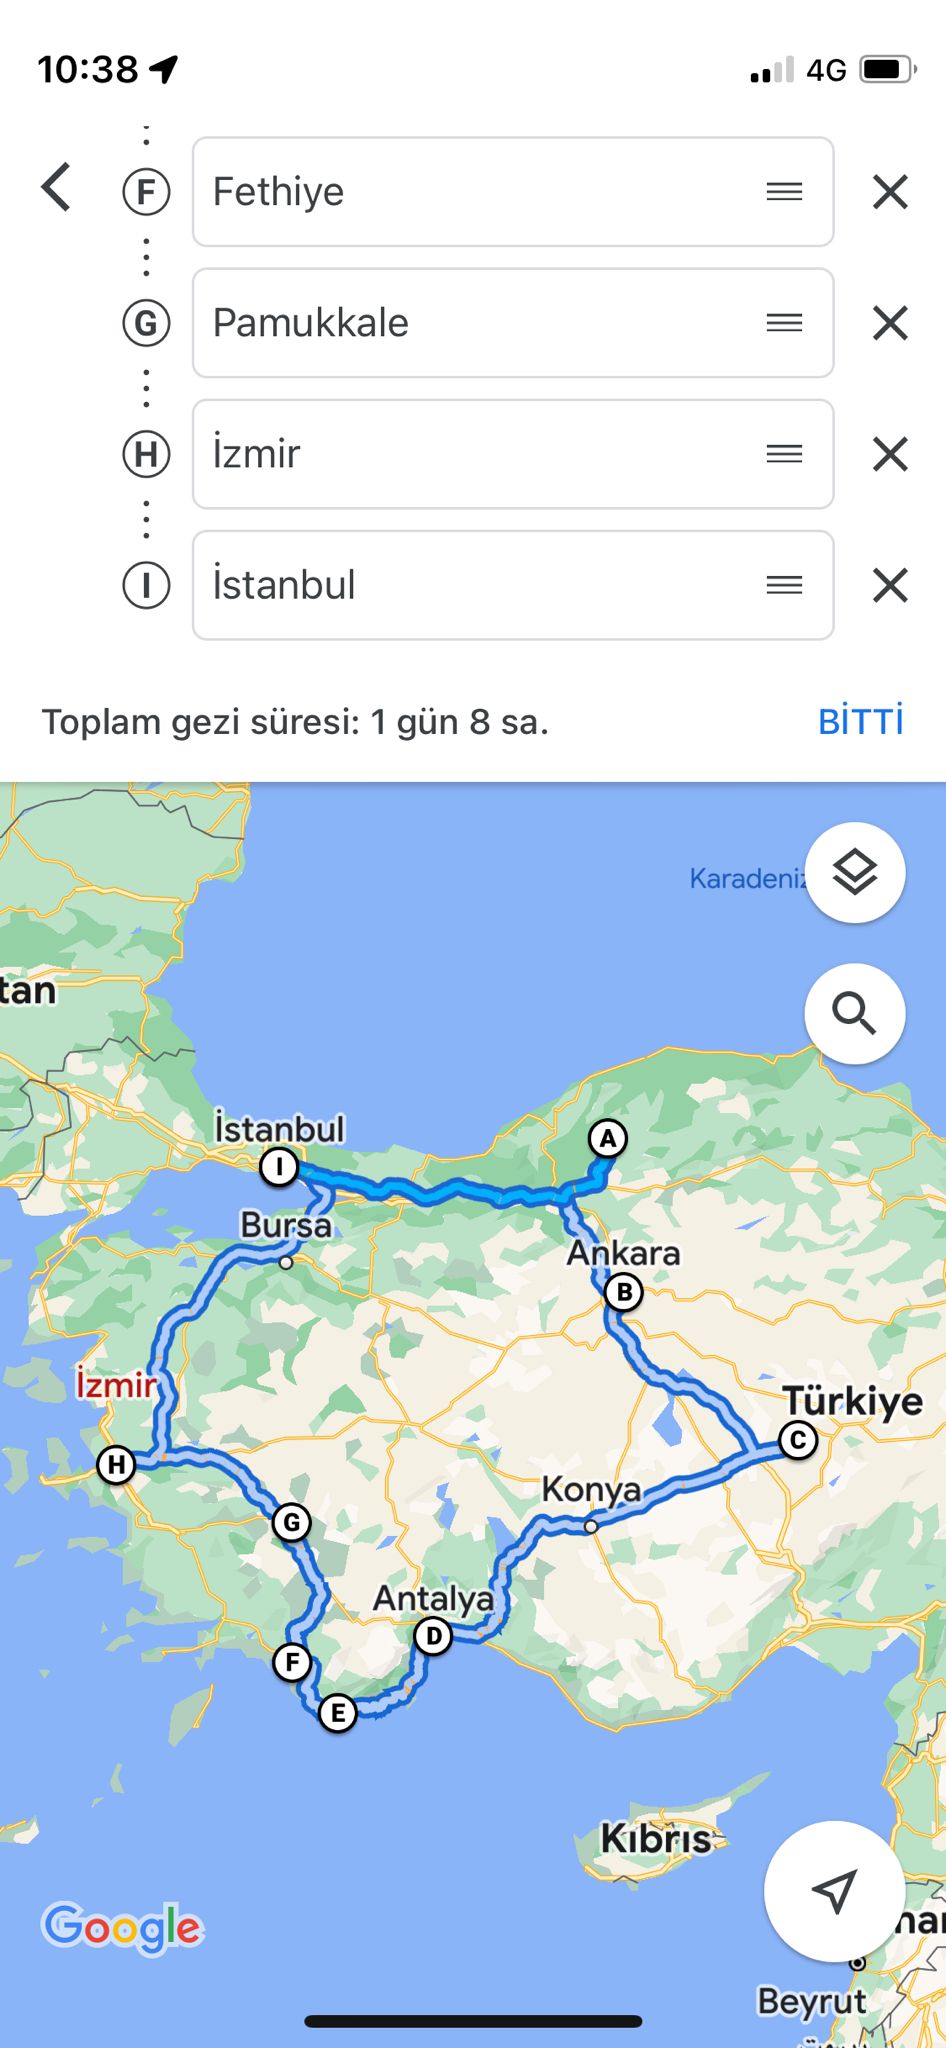 10:38
4G
F
Fethiye
G
Pamukkale
H
İzmir
I
İstanbul
Toplam gezi süresi: 1 gün 8 sa.
BİTTİ
Karadeniz
tan
İstanbul
A
I
Bursa
Ankara
B
İzmir
Türkiye
C
H
Konya
G
Antalya
D
F
E
Kıbrıs
Google
nan
Beyrut